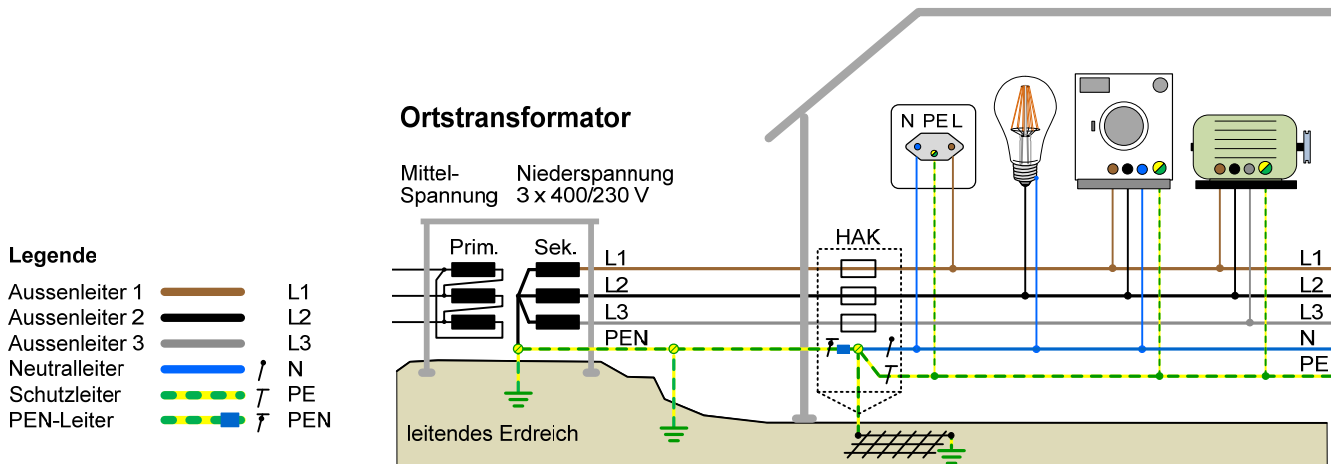 Ortstransformator
Mittel-
Spannung
Niederspannung
3 x 400/230 V
Prim.
Sek.
L1
L2
L3
PEN
HAK
N PE L
L1
L2
L3
N
PE
leitendes Erdreich
Legende
Aussenleiter 1 L1
Aussenleiter 2 L2
Aussenleiter 3 L3
Neutralleiter N
Schutzleiter PE
PEN-Leiter PEN